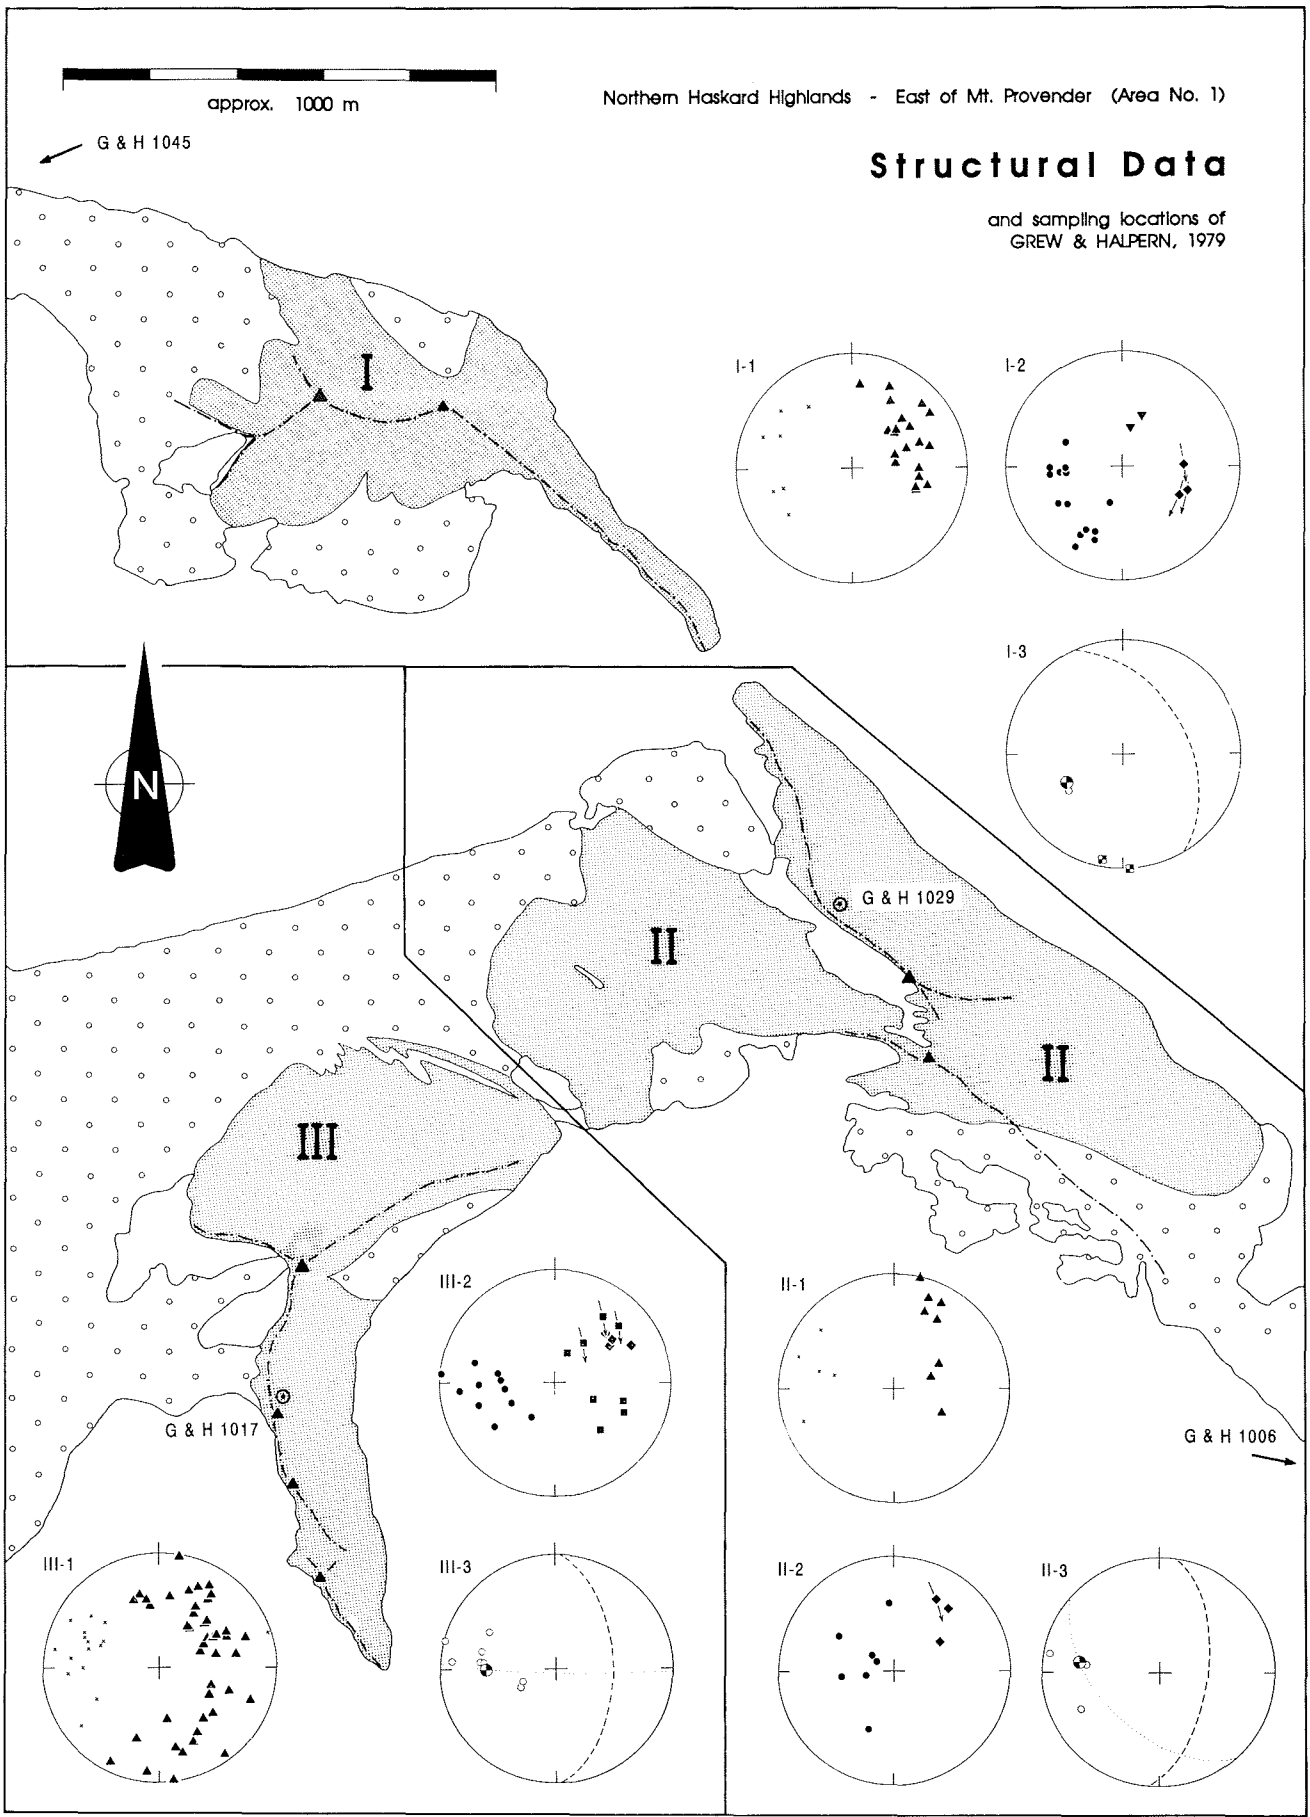 approx. 1000 m
Northern Haskard Highlands - East of Mt. Provender (Area No. 1)
G & H 1045
Structural Data
and sampling locations of
GREW & HALPERN, 1979
I
I-1
I-2
I-3
N
G & H 1029
II
II
III
III-2
II-1
G & H 1017
G & H 1006
III-1
III-3
II-2
II-3